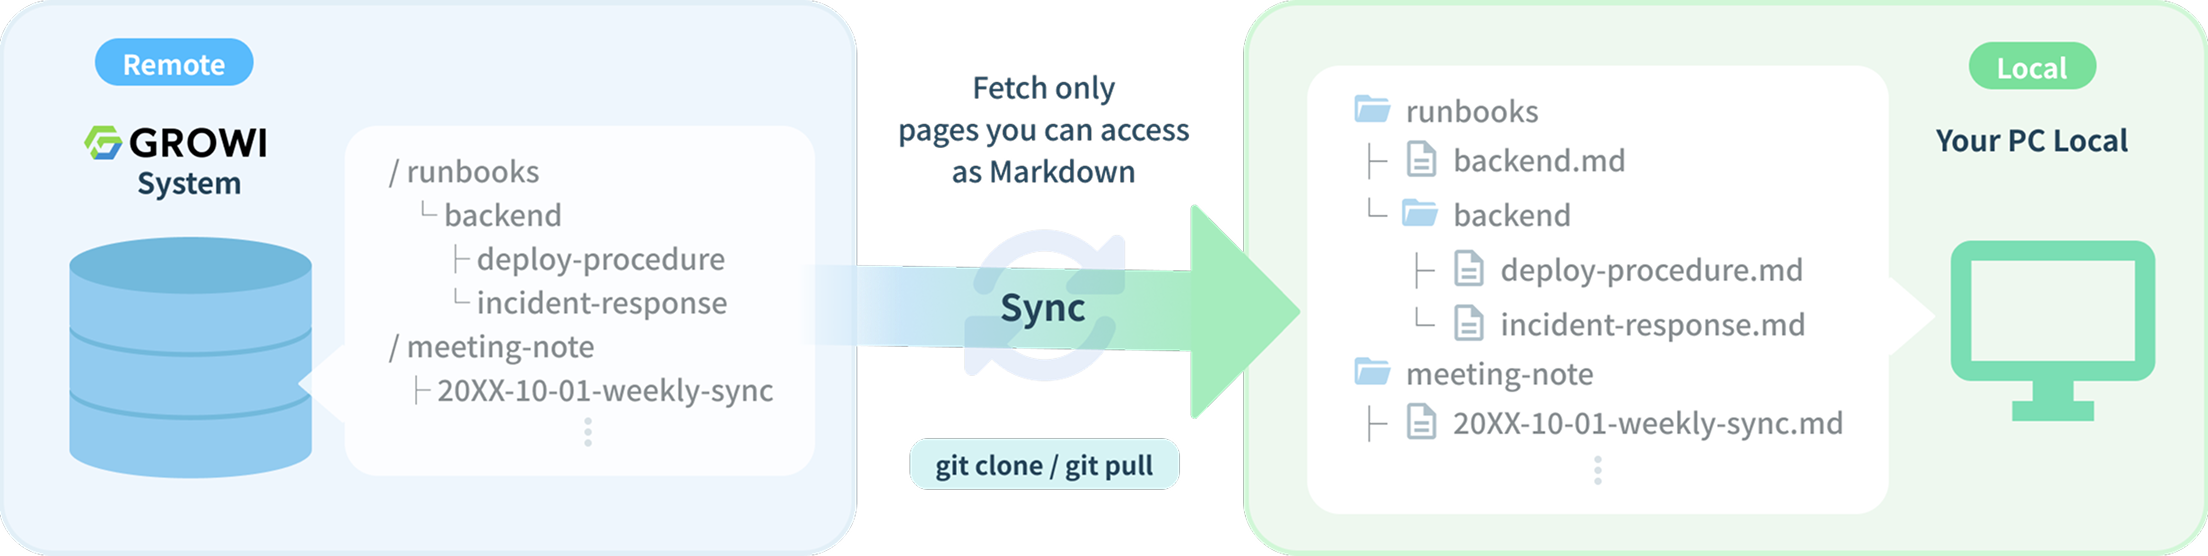 Remote
GROWI
System
/ runbooks
backend
deploy-procedure
incident-response
/ meeting-note
20XX-10-01-weekly-sync
Fetch only
pages you can access
as Markdown
Sync
git clone / git pull
runbooks
backend.md
backend
deploy-procedure.md
incident-response.md
meeting-note
20XX-10-01-weekly-sync.md
Local
Your PC Local